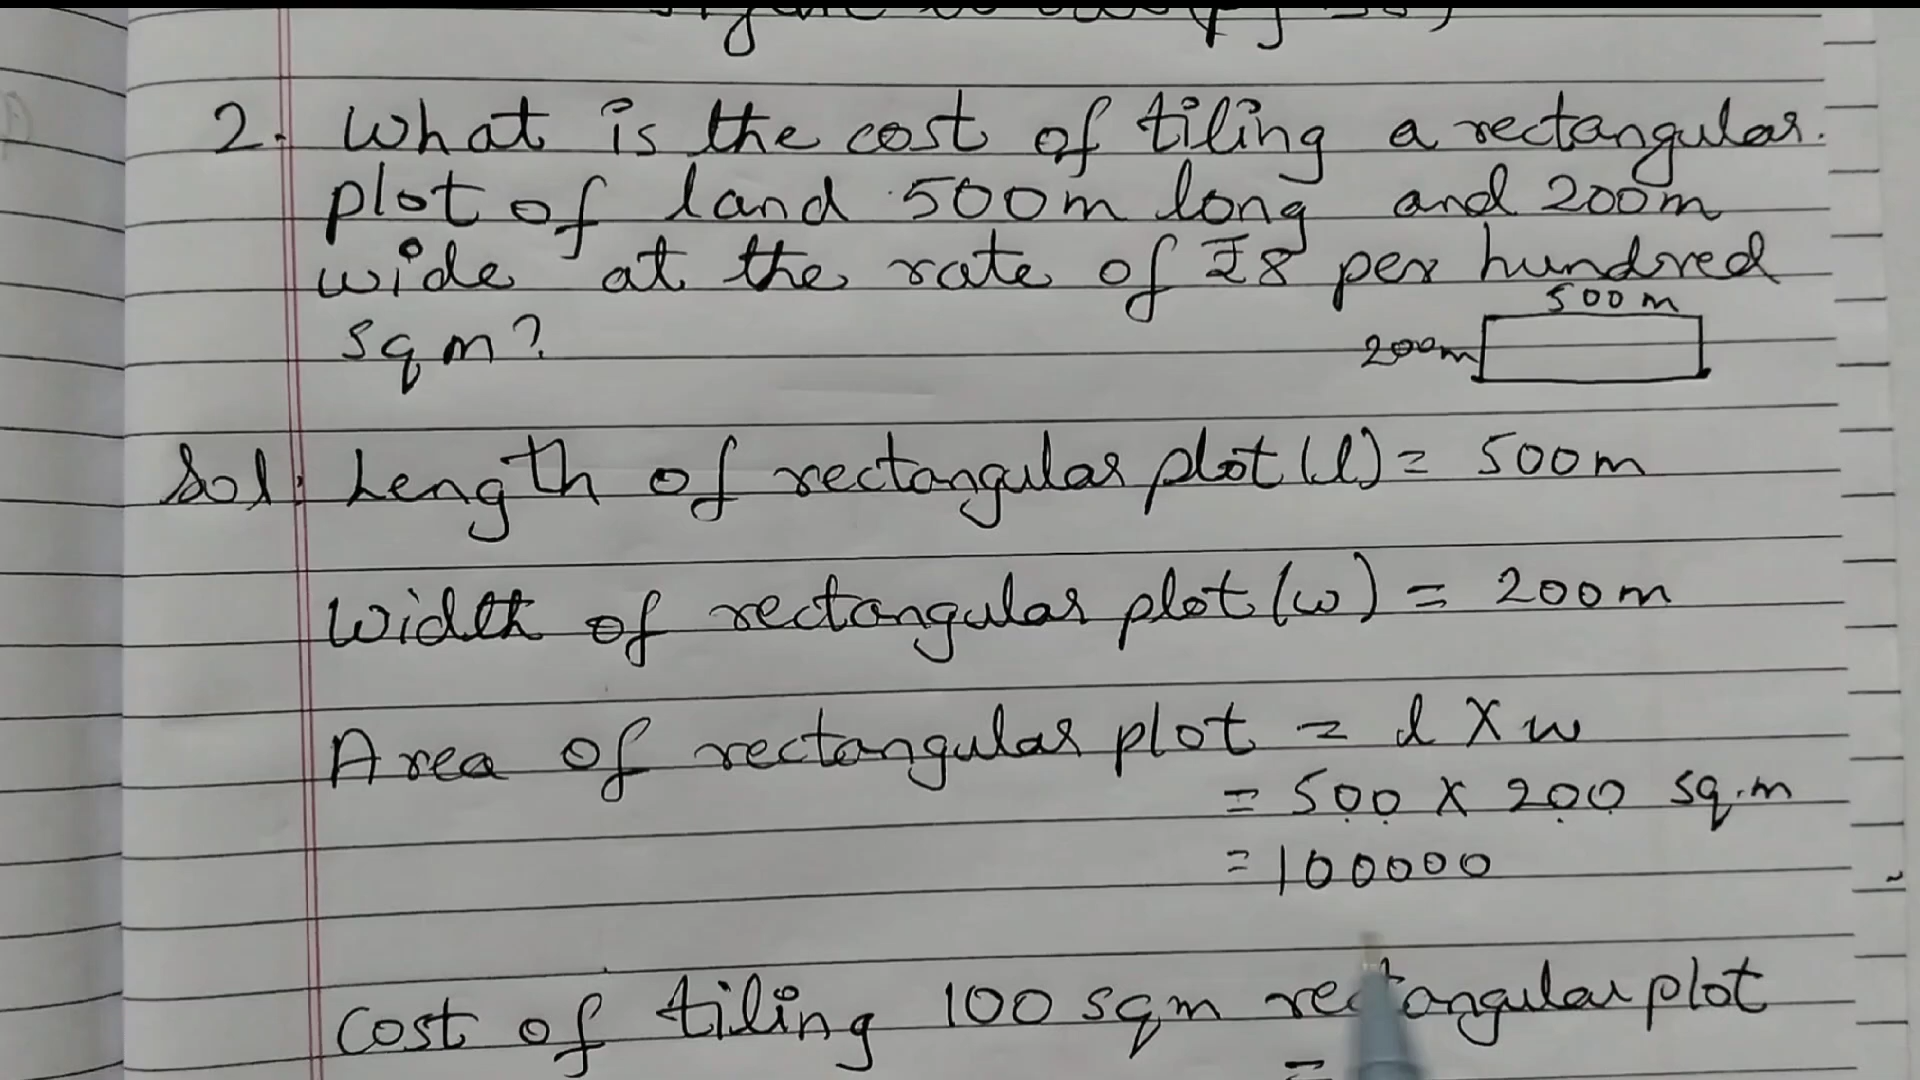 2. What is the cost of tiling a rectangular
plot of land 500m long and 200m
wide at the rate of ₹8 per hundred
sq m?
500 m
200m
Sol: Length of rectangular plot (l) = 500m
Width of rectangular plot (w) = 200m
Area of rectangular plot = l X w
= 500 X 200 sq.m
= 100000
Cost of tiling 100 sqm rectangular plot
=